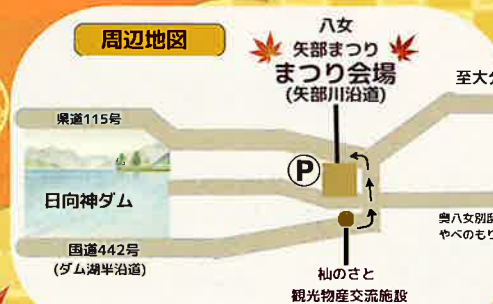 周辺地図
八女
矢部まつり
まつり会場
(矢部川沿道)
至大分
県道115号
P
日向神ダム
国道442号
(ダム湖半沿道)
杣のさと
観光物産交流施設
奥八女別庭
やべのもり